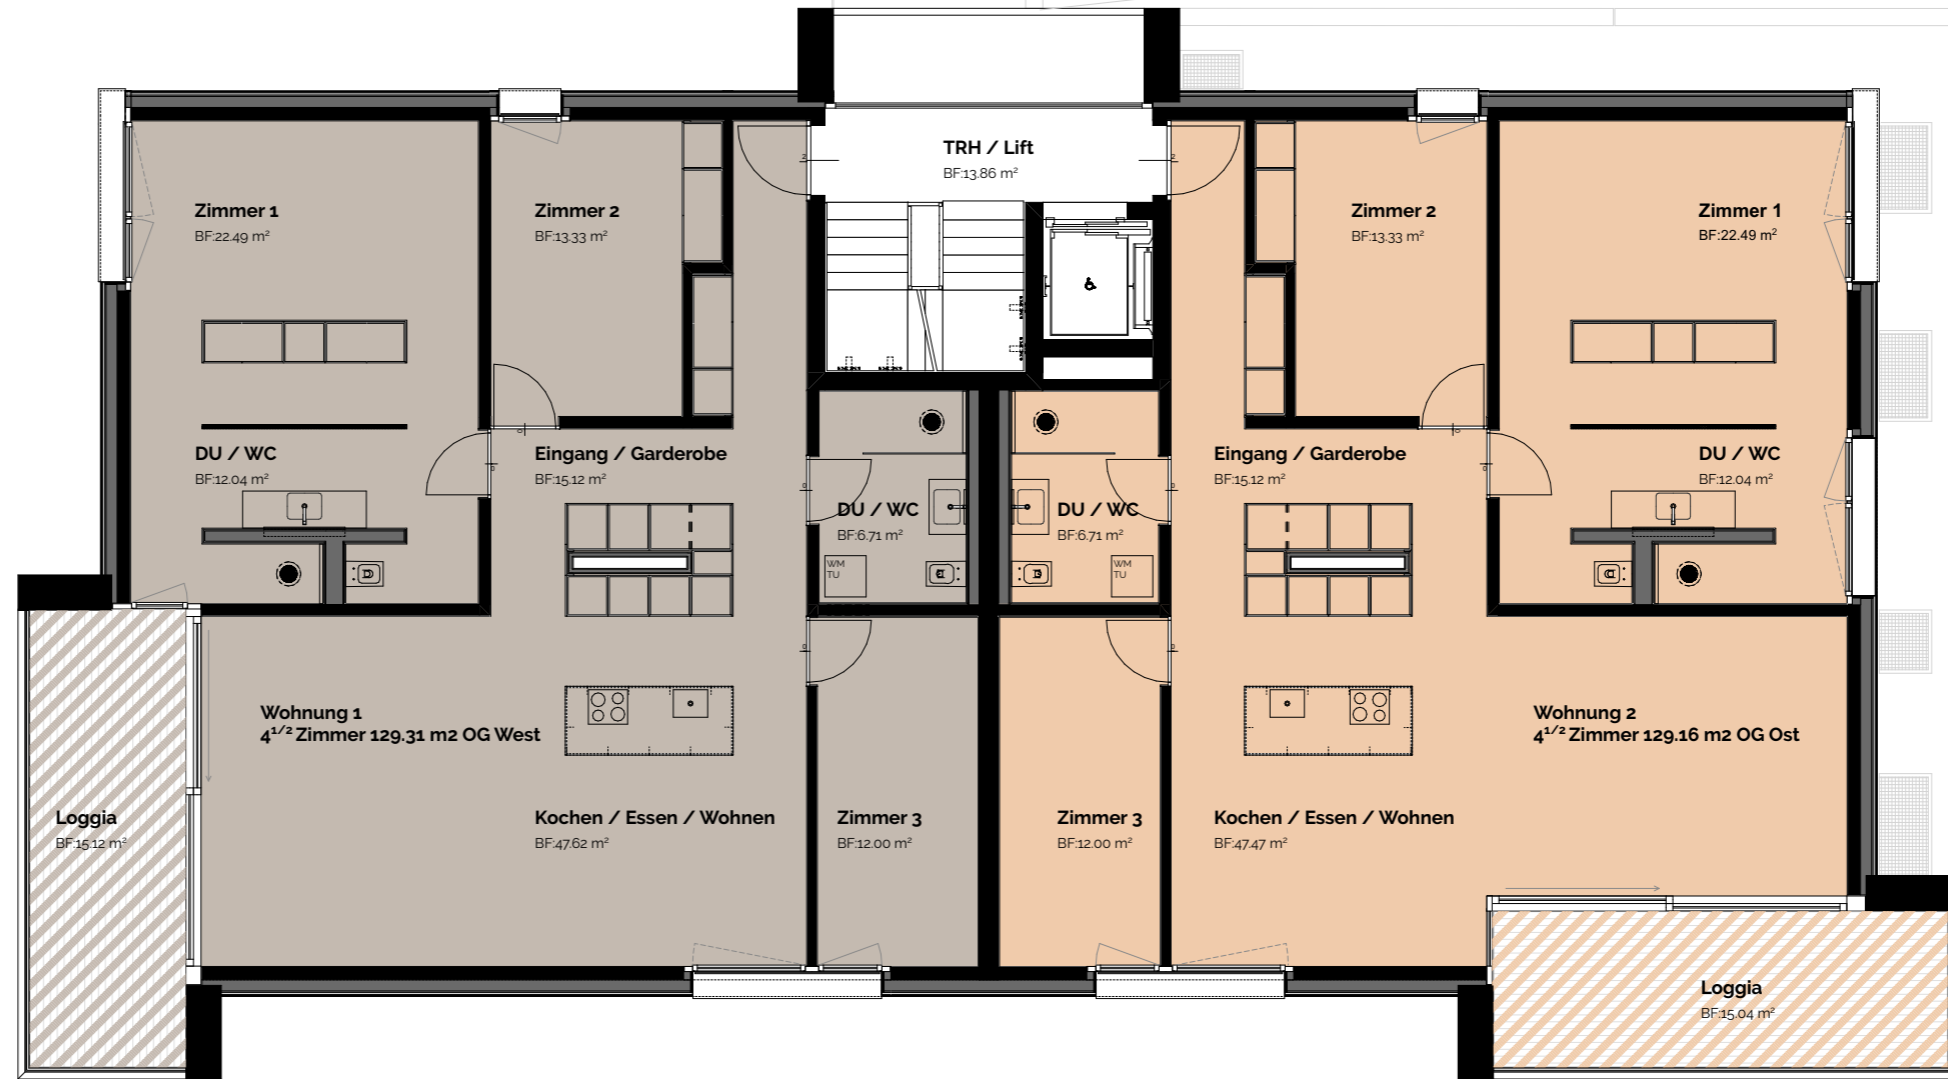 TRH / Lift
BF:13.86 m²
Zimmer 1
BF:22.49 m²
Zimmer 2
BF:13.33 m²
Zimmer 2
BF:13.33 m²
Zimmer 1
BF:22.49 m²
DU / WC
BF:12.04 m²
Eingang / Garderobe
BF:15.12 m²
Eingang / Garderobe
BF:15.12 m²
DU / WC
BF:12.04 m²
DU / WC
BF:6.71 m²
WM
TU
DU / WC
BF:6.71 m²
WM
TU
Wohnung 1
4¹/² Zimmer 129.31 m2 OG West
Wohnung 2
4¹/² Zimmer 129.16 m2 OG Ost
Loggia
BF:15.12 m²
Kochen / Essen / Wohnen
BF:47.62 m²
Zimmer 3
BF:12.00 m²
Zimmer 3
BF:12.00 m²
Kochen / Essen / Wohnen
BF:47.47 m²
Loggia
BF:15.04 m²